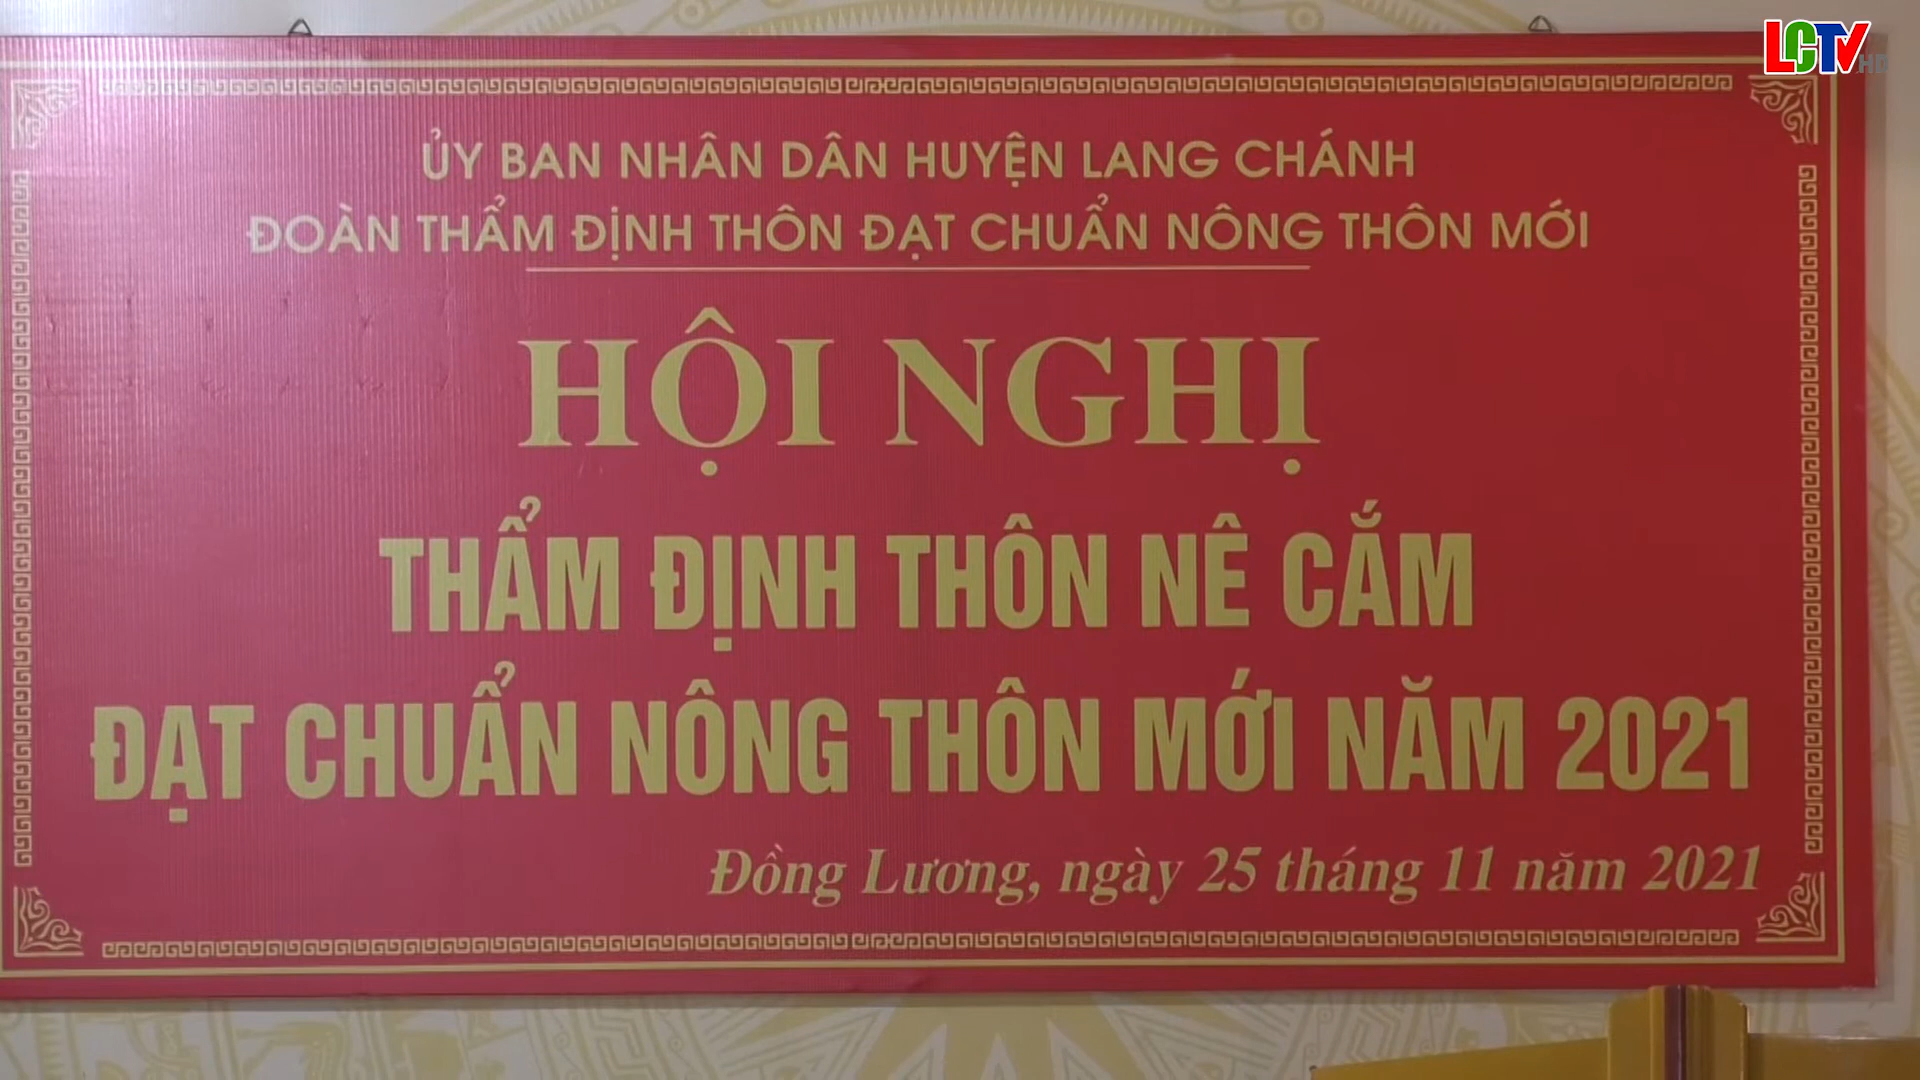 LCTV HD
ỦY BAN NHÂN DÂN HUYỆN LANG CHÁNH
ĐOÀN THẨM ĐỊNH THÔN ĐẠT CHUẨN NÔNG THÔN MỚI
HỘI NGHỊ
THẨM ĐỊNH THÔN NÊ CẮM
ĐẠT CHUẨN NÔNG THÔN MỚI NĂM 2021
Đồng Lương, ngày 25 tháng 11 năm 2021